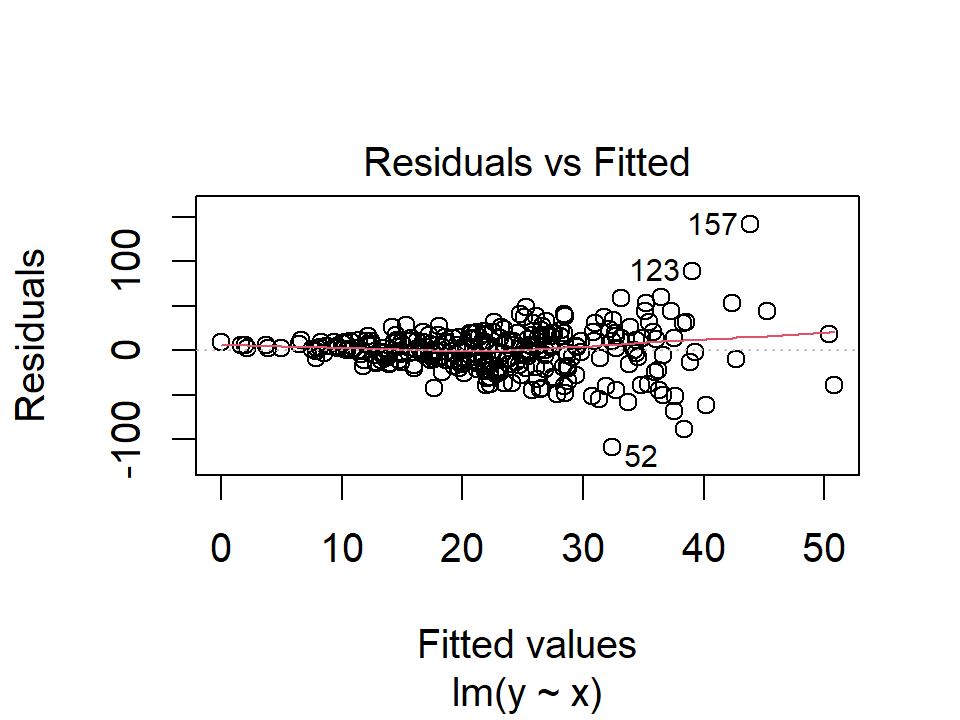 Residuals vs Fitted
Residuals
100
0
-100
157
123
52
0 10 20 30 40 50
Fitted values
lm(y ~ x)